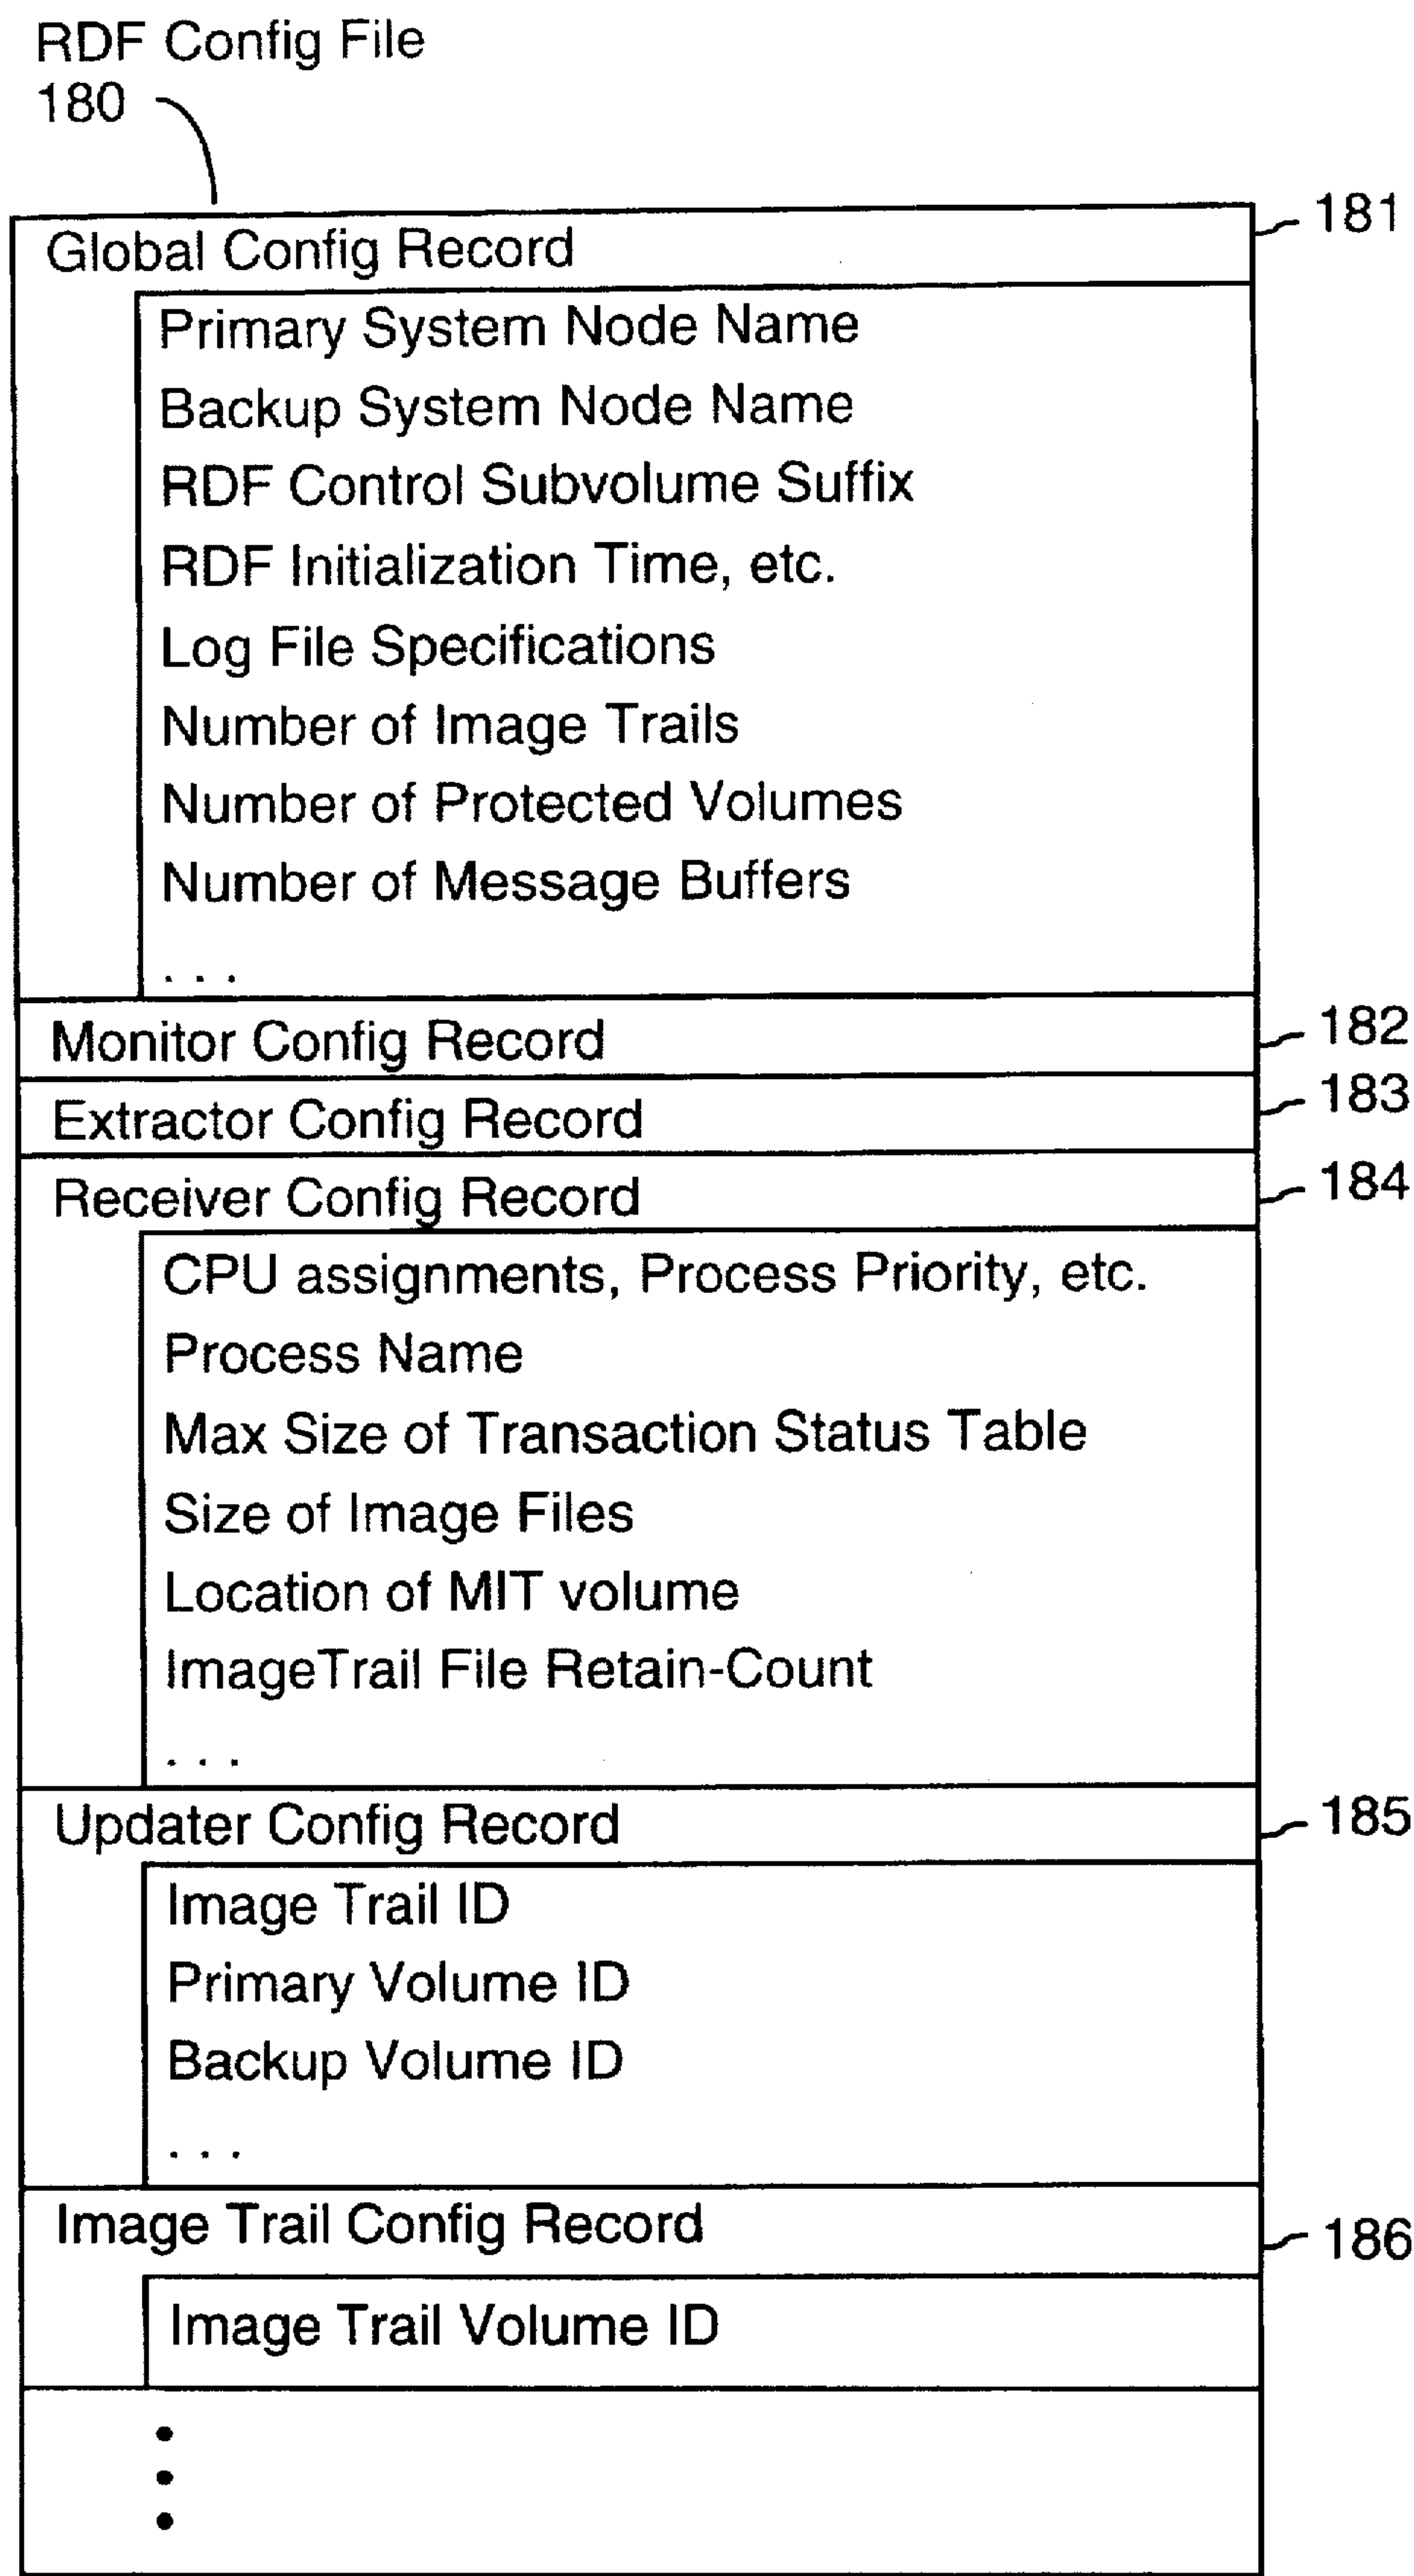 RDF Config File
180
Global Config Record 181
Primary System Node Name
Backup System Node Name
RDF Control Subvolume Suffix
RDF Initialization Time, etc.
Log File Specifications
Number of Image Trails
Number of Protected Volumes
Number of Message Buffers
. . .
Monitor Config Record 182
Extractor Config Record 183
Receiver Config Record 184
CPU assignments, Process Priority, etc.
Process Name
Max Size of Transaction Status Table
Size of Image Files
Location of MIT volume
ImageTrail File Retain-Count
. . .
Updater Config Record 185
Image Trail ID
Primary Volume ID
Backup Volume ID
. . .
Image Trail Config Record 186
Image Trail Volume ID